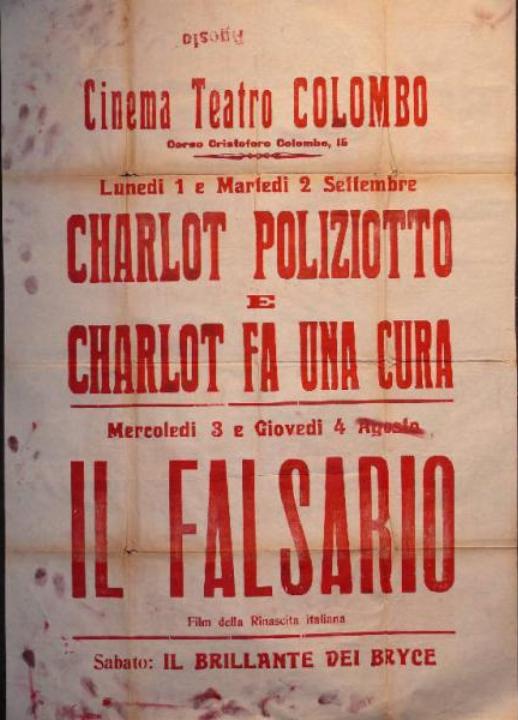 Agosto
Cinema Teatro COLOMBO
Corso Cristoforo Colombo, 15
Lunedì 1 e Martedì 2 Settembre
CHARLOT POLIZIOTTO
E
CHARLOT FA UNA CURA
Mercoledì 3 e Giovedì 4 Agosto
IL FALSARIO
Film della Rinascita italiana
Sabato: IL BRILLANTE DEI BRYCE